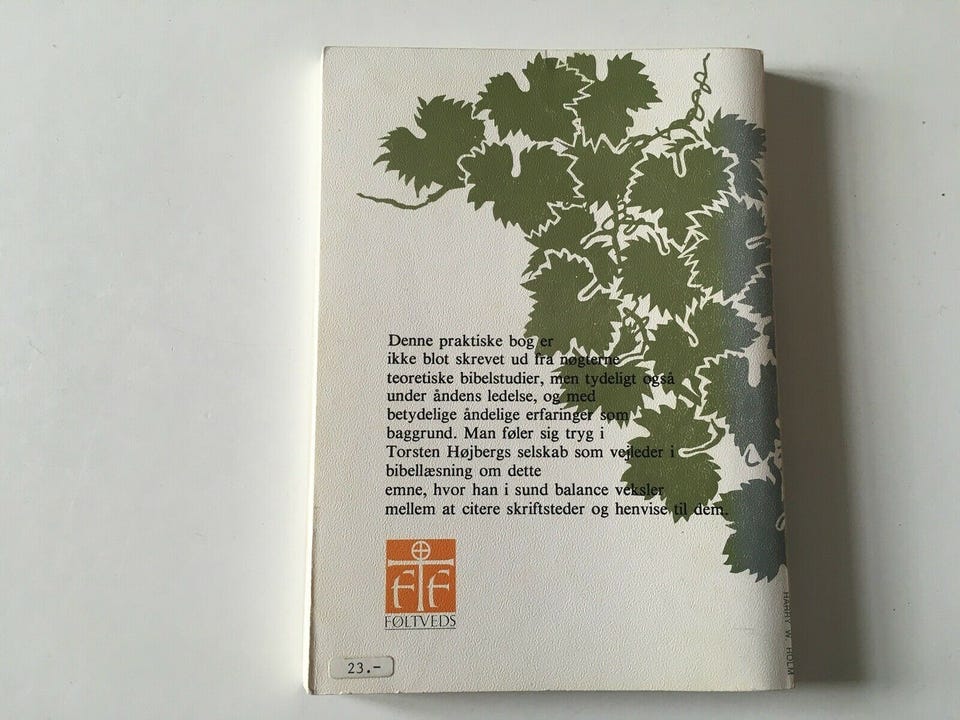 Denne praktiske bog er
ikke blot skrevet ud fra nøgterne
teoretiske bibelstudier, men tydeligt også
under åndens ledelse, og med
betydelige åndelige erfaringer som
baggrund. Man føler sig tryg i
Torsten Højbergs selskab som vejleder i
bibellæsning om dette
emne, hvor han i sund balance veksler
mellem at citere skriftsteder og henvise til dem.
FF
FØLTVEDS
23.-
HARRY W. HOLM